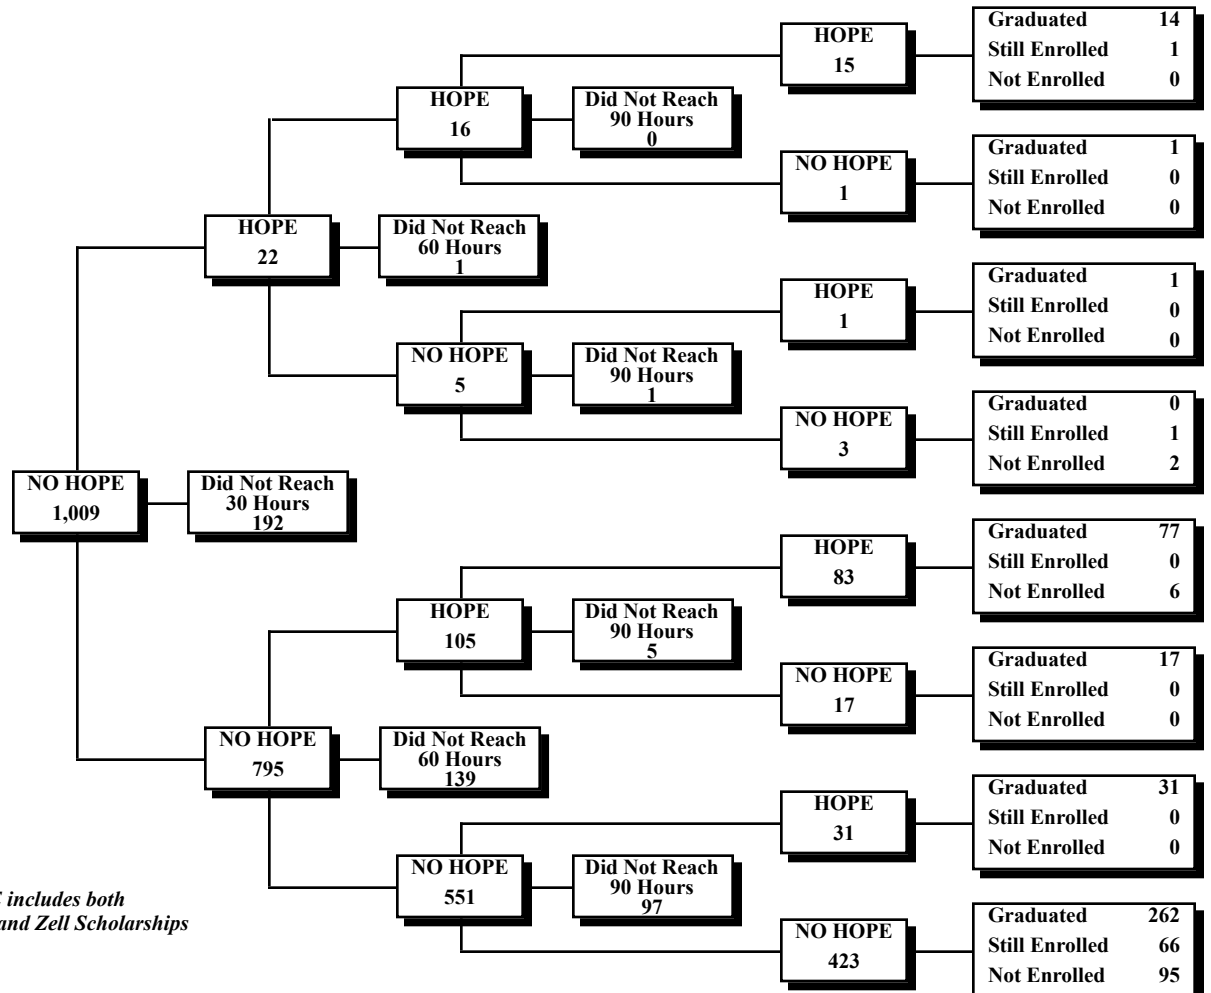 HOPE
15
Graduated 14
Still Enrolled 1
Not Enrolled 0
HOPE
16
Did Not Reach
90 Hours
0
NO HOPE
1
Graduated 1
Still Enrolled 0
Not Enrolled 0
HOPE
22
Did Not Reach
60 Hours
1
HOPE
1
Graduated 1
Still Enrolled 0
Not Enrolled 0
NO HOPE
5
Did Not Reach
90 Hours
1
NO HOPE
3
Graduated 0
Still Enrolled 1
Not Enrolled 2
NO HOPE
1,009
Did Not Reach
30 Hours
192
HOPE
83
Graduated 77
Still Enrolled 0
Not Enrolled 6
HOPE
105
Did Not Reach
90 Hours
5
NO HOPE
17
Graduated 17
Still Enrolled 0
Not Enrolled 0
NO HOPE
795
Did Not Reach
60 Hours
139
HOPE
31
Graduated 31
Still Enrolled 0
Not Enrolled 0
NO HOPE
551
Did Not Reach
90 Hours
97
NO HOPE
423
Graduated 262
Still Enrolled 66
Not Enrolled 95
includes both
and Zell Scholarships